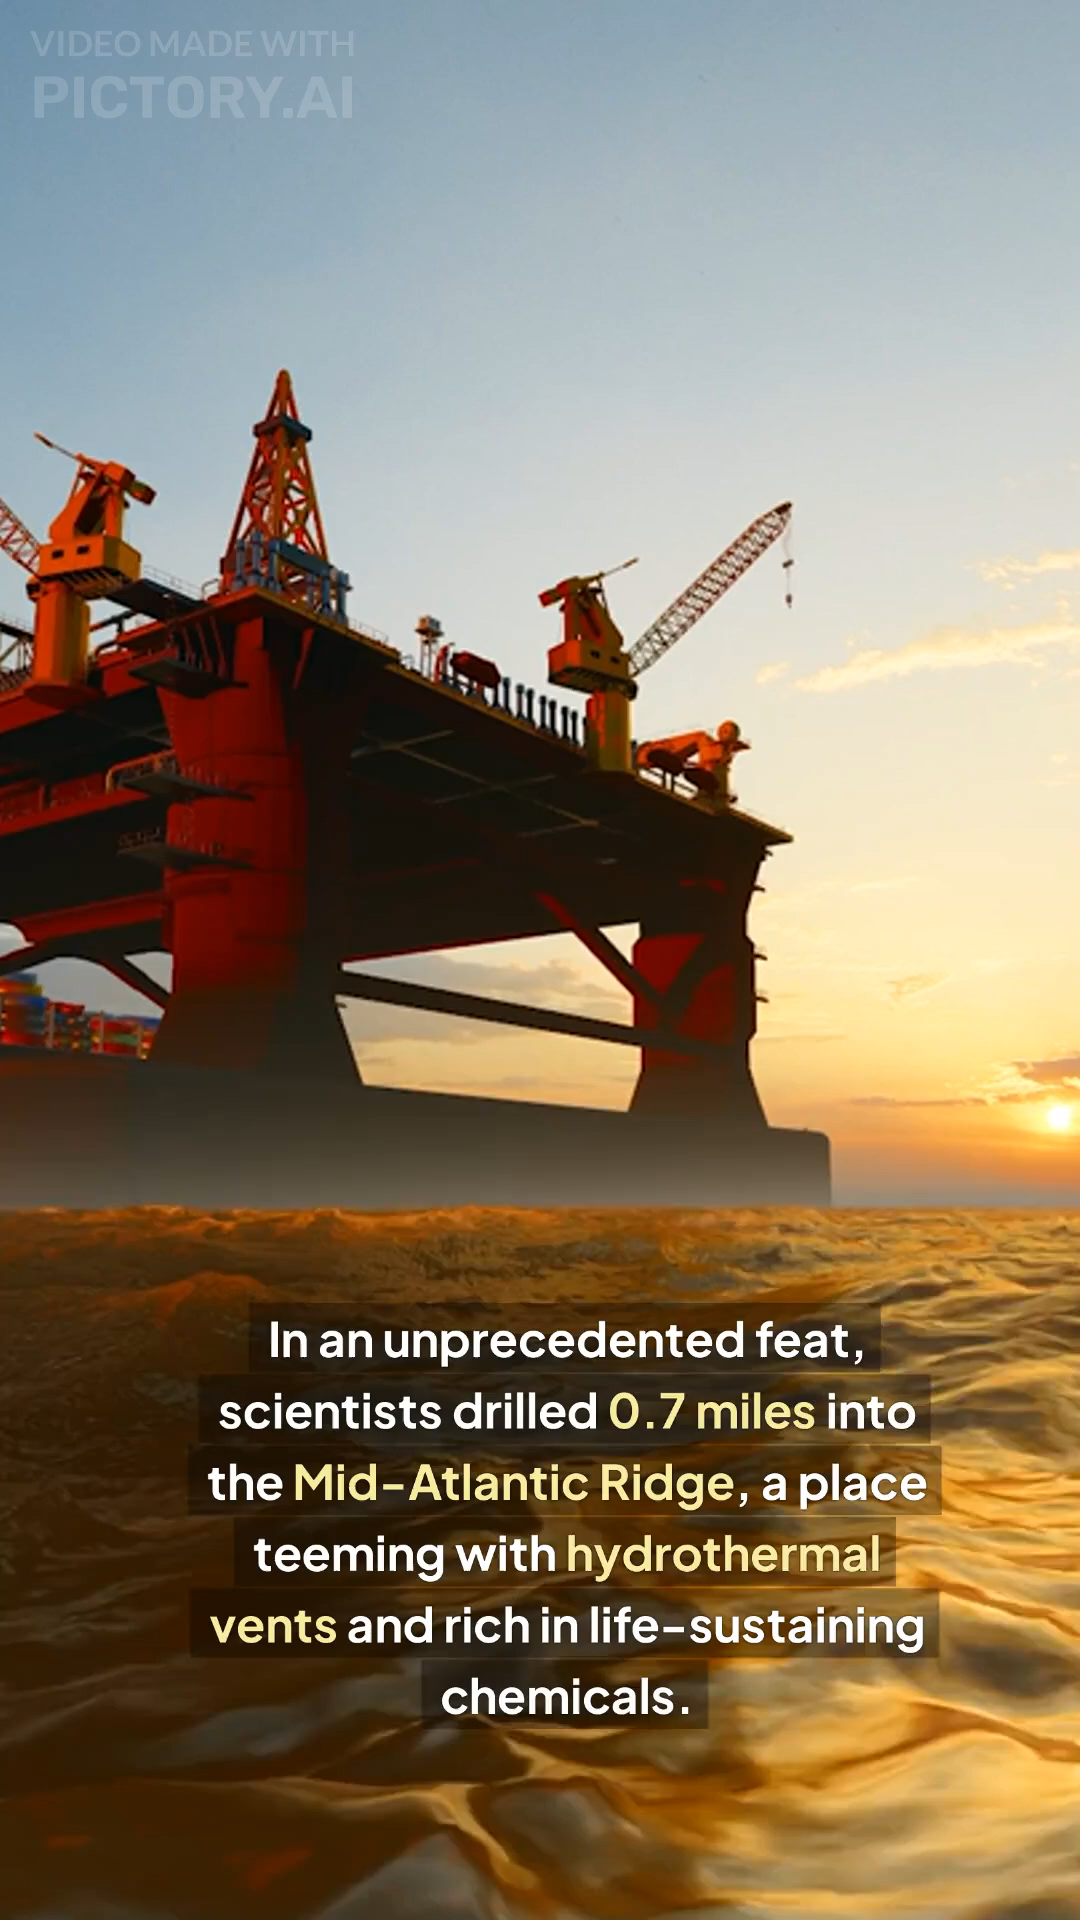 VIDEO MADE WITH
PICTORY.AI
In an unprecedented feat,
scientists drilled 0.7 miles into
the Mid-Atlantic Ridge, a place
teeming with hydrothermal
vents and rich in life-sustaining
chemicals.